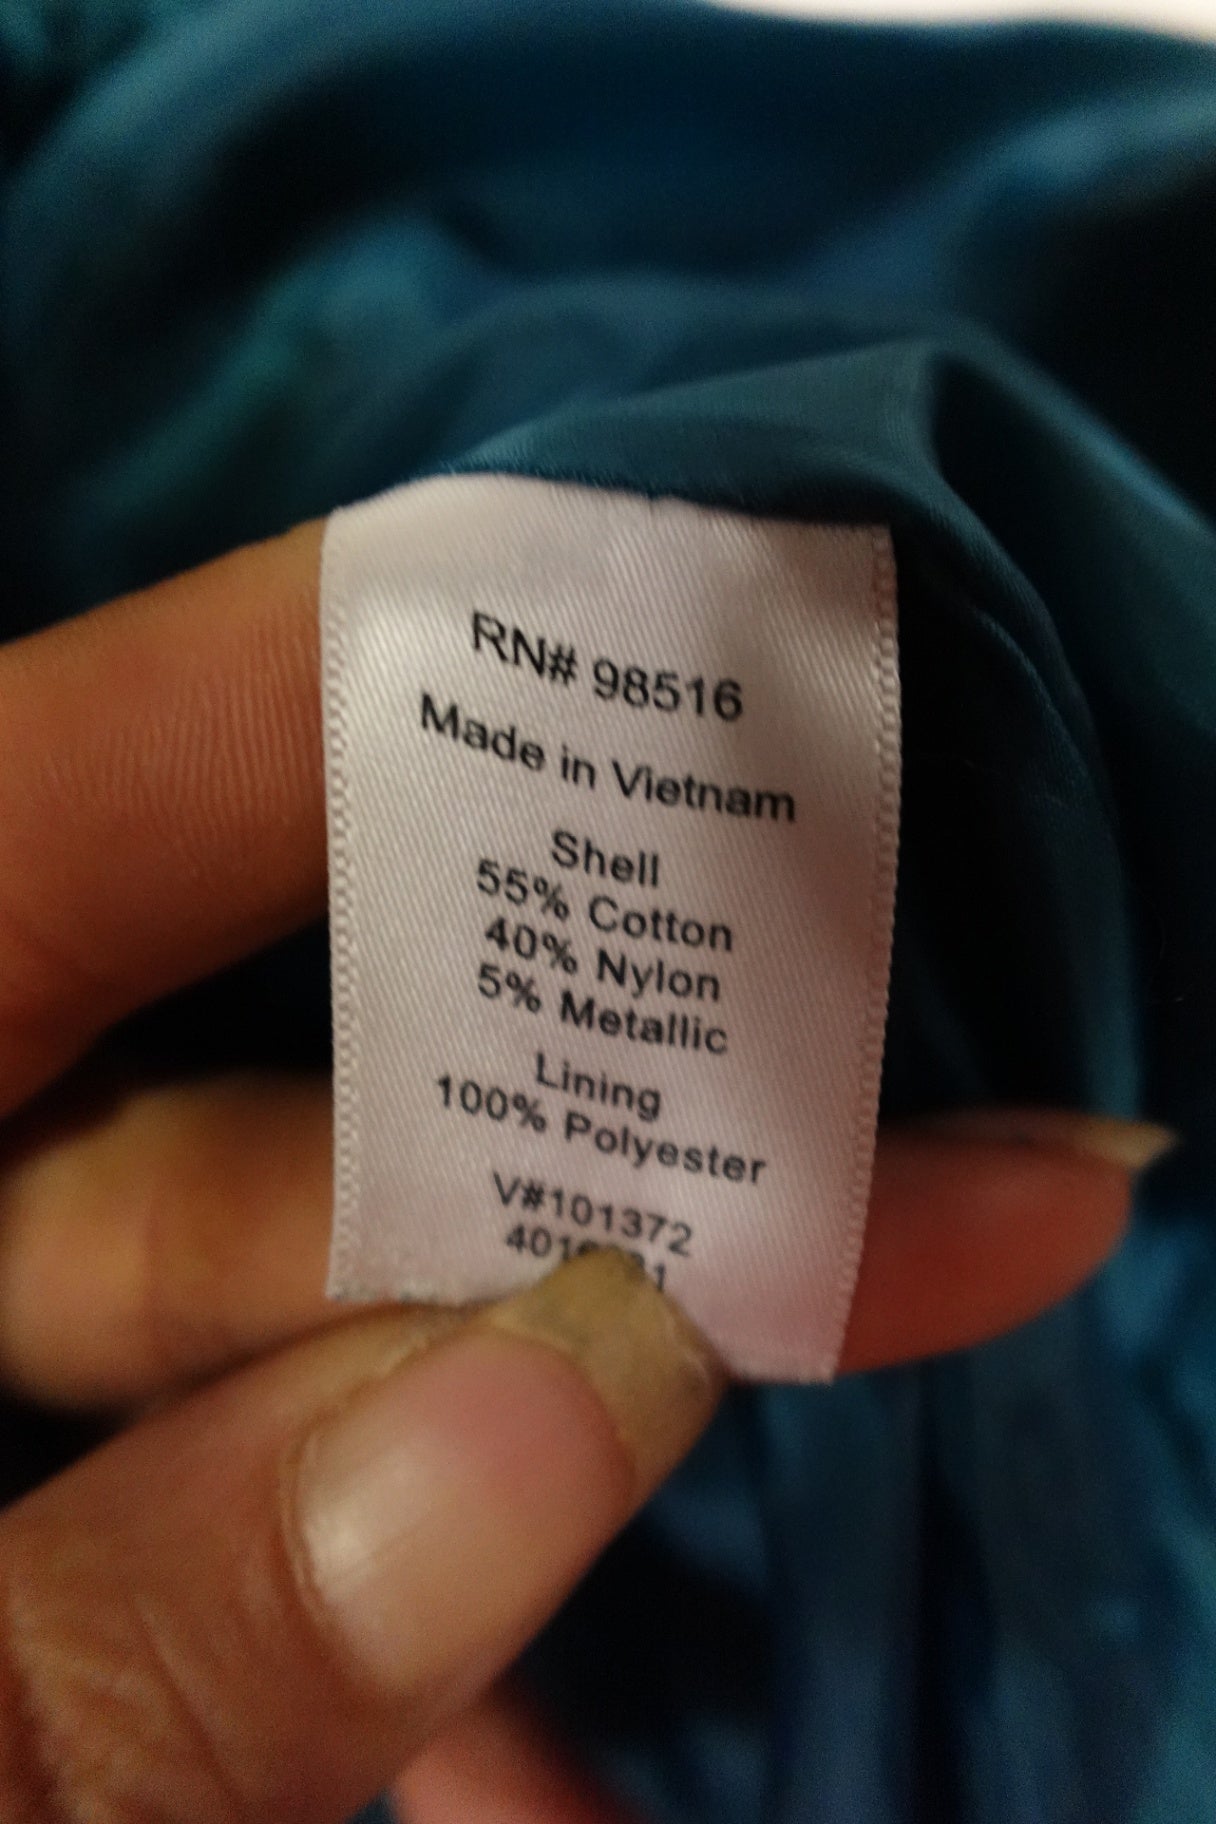 RN# 98516
Made in Vietnam
Shell
55% Cotton
40% Nylon
5% Metallic
Lining
100% Polyester
V#101372